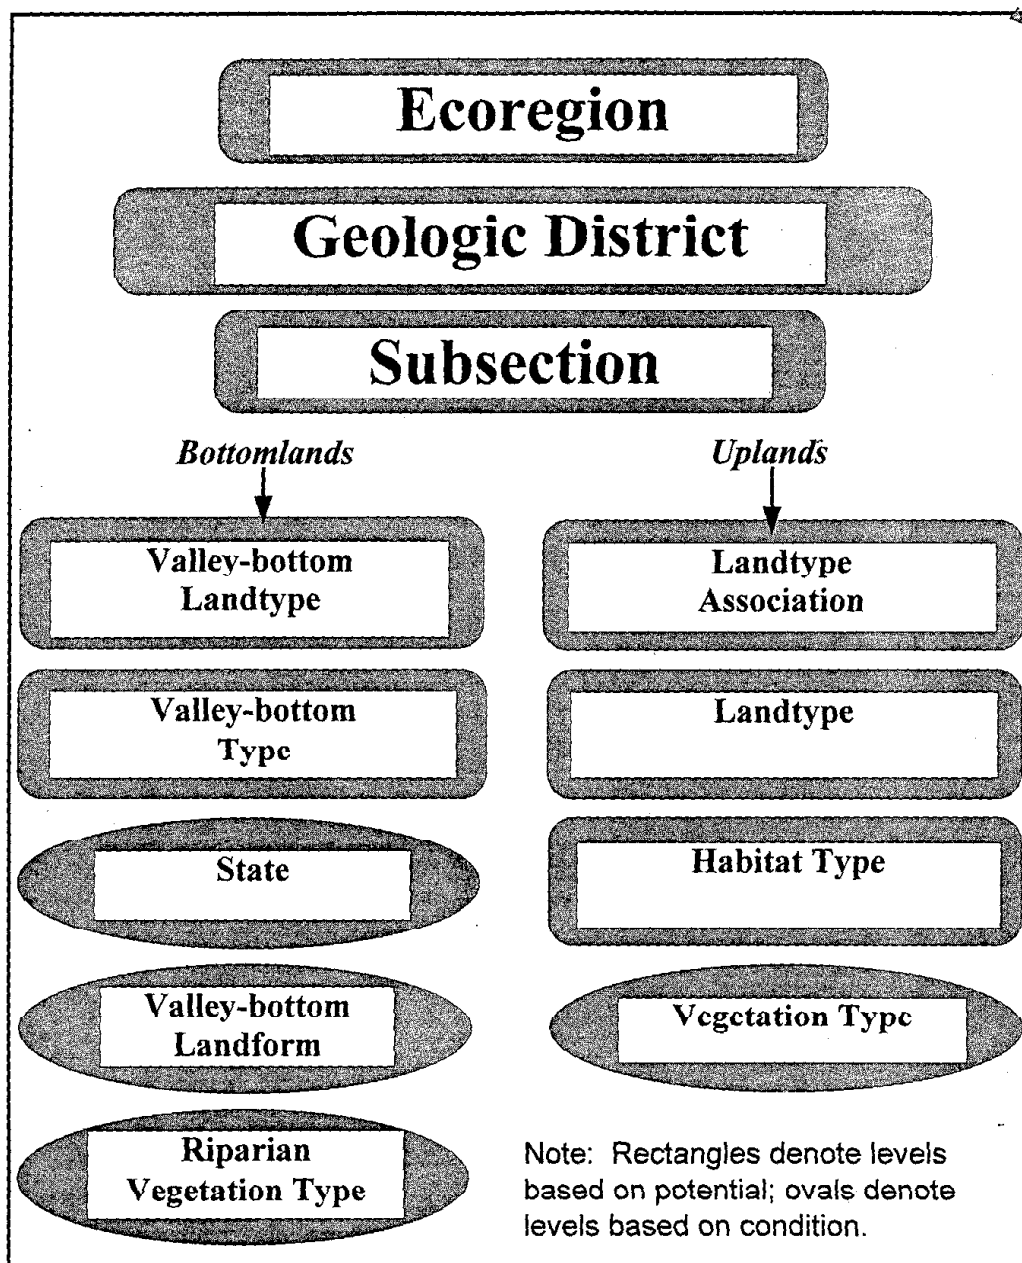 Ecoregion
Geologic District
Subsection
Bottomlands
Uplands
Valley-bottom
Landtype
Landtype
Association
Valley-bottom
Type
Landtype
State
Habitat Type
Valley-bottom
Landform
Vegetation Type
Riparian
Vegetation Type
Note: Rectangles denote levels
based on potential; ovals denote
levels based on condition.